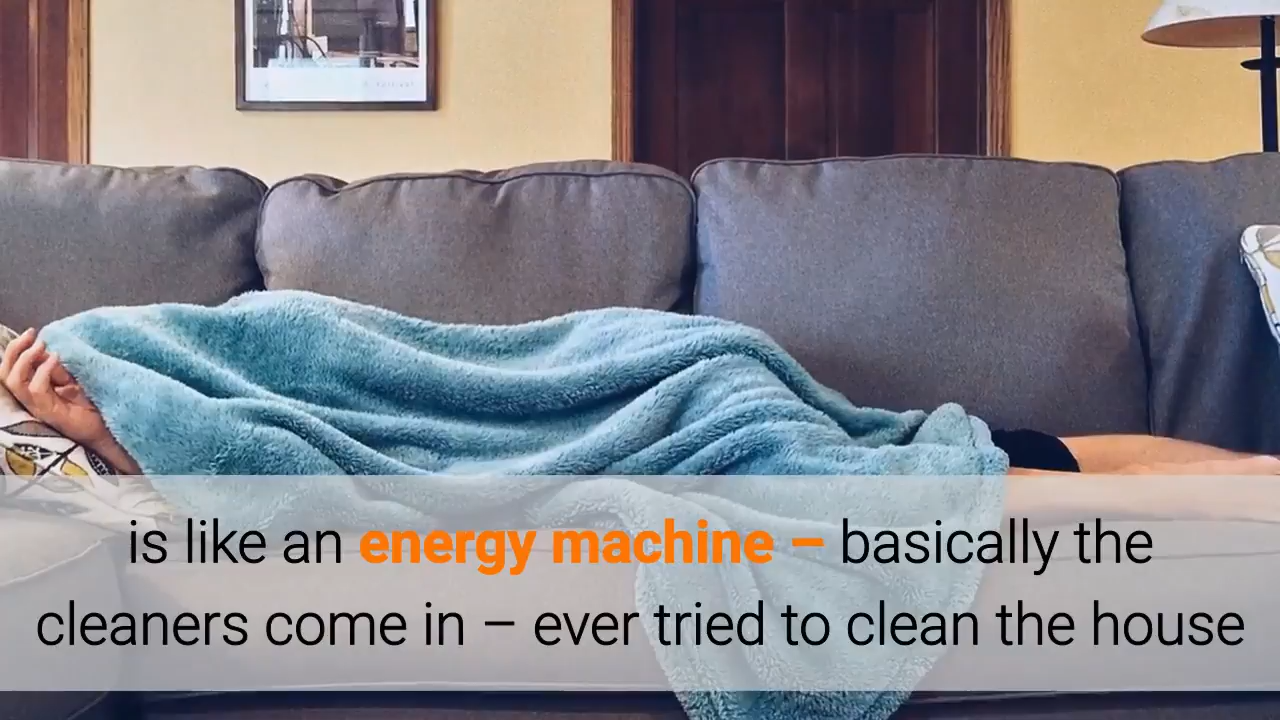 is like an energy machine – basically the
cleaners come in – ever tried to clean the house